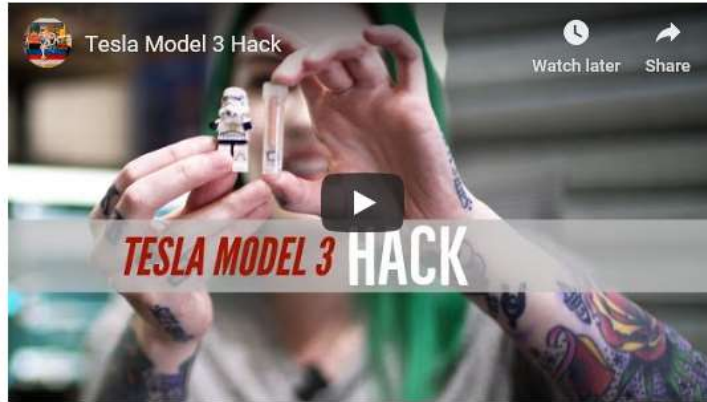 Tesla Model 3 Hack
Watch later
Share
TESLA MODEL 3 HACK